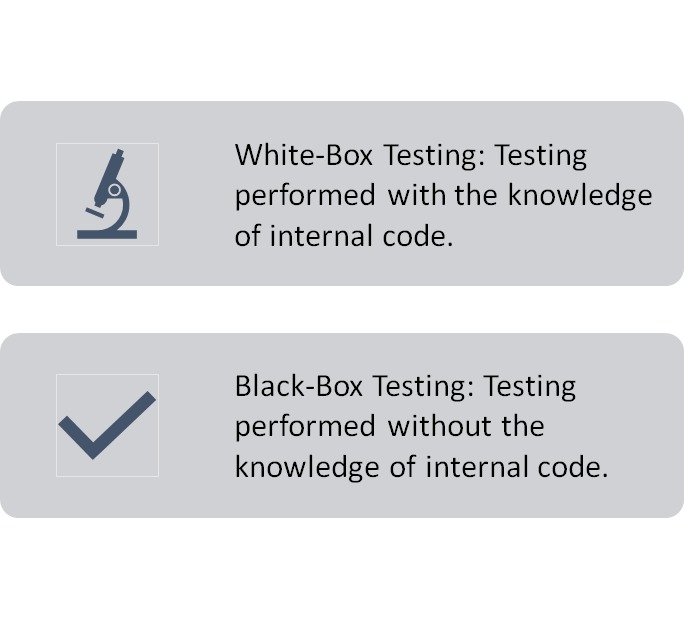 White-Box Testing: Testing
performed with the knowledge
of internal code.
Black-Box Testing: Testing
performed without the
knowledge of internal code.